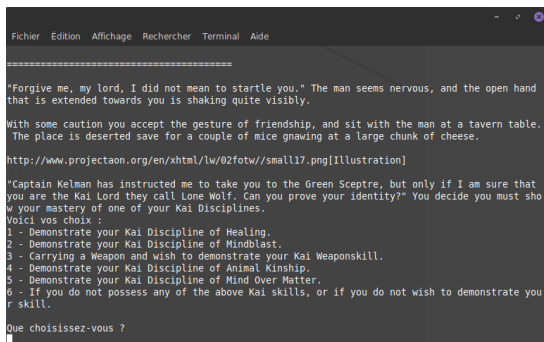 Fichier Édition Affichage Rechercher Terminal Aide
========================================
"Forgive me, my lord, I did not mean to startle you." The man seems nervous, and the open hand
that is extended towards you is shaking quite visibly.
With some caution you accept the gesture of friendship, and sit with the man at a tavern table.
The place is deserted save for a couple of mice gnawing at a large chunk of cheese.
http://www.projectaon.org/en/xhtml/lw/02fotw//small17.png[Illustration]
"Captain Kelman has instructed me to take you to the Green Sceptre, but only if I am sure that
you are the Kai Lord they call Lone Wolf. Can you prove your identity?" You decide you must sho
w your mastery of one of your Kai Disciplines.
Voici vos choix :
1 - Demonstrate your Kai Discipline of Healing.
2 - Demonstrate your Kai Discipline of Mindblast.
3 - Carrying a Weapon and wish to demonstrate your Kai Weaponskill.
4 - Demonstrate your Kai Discipline of Animal Kinship.
5 - Demonstrate your Kai Discipline of Mind Over Matter.
6 - If you do not possess any of the above Kai skills, or if you do not wish to demonstrate you
r skill.
Que choisissez-vous ?